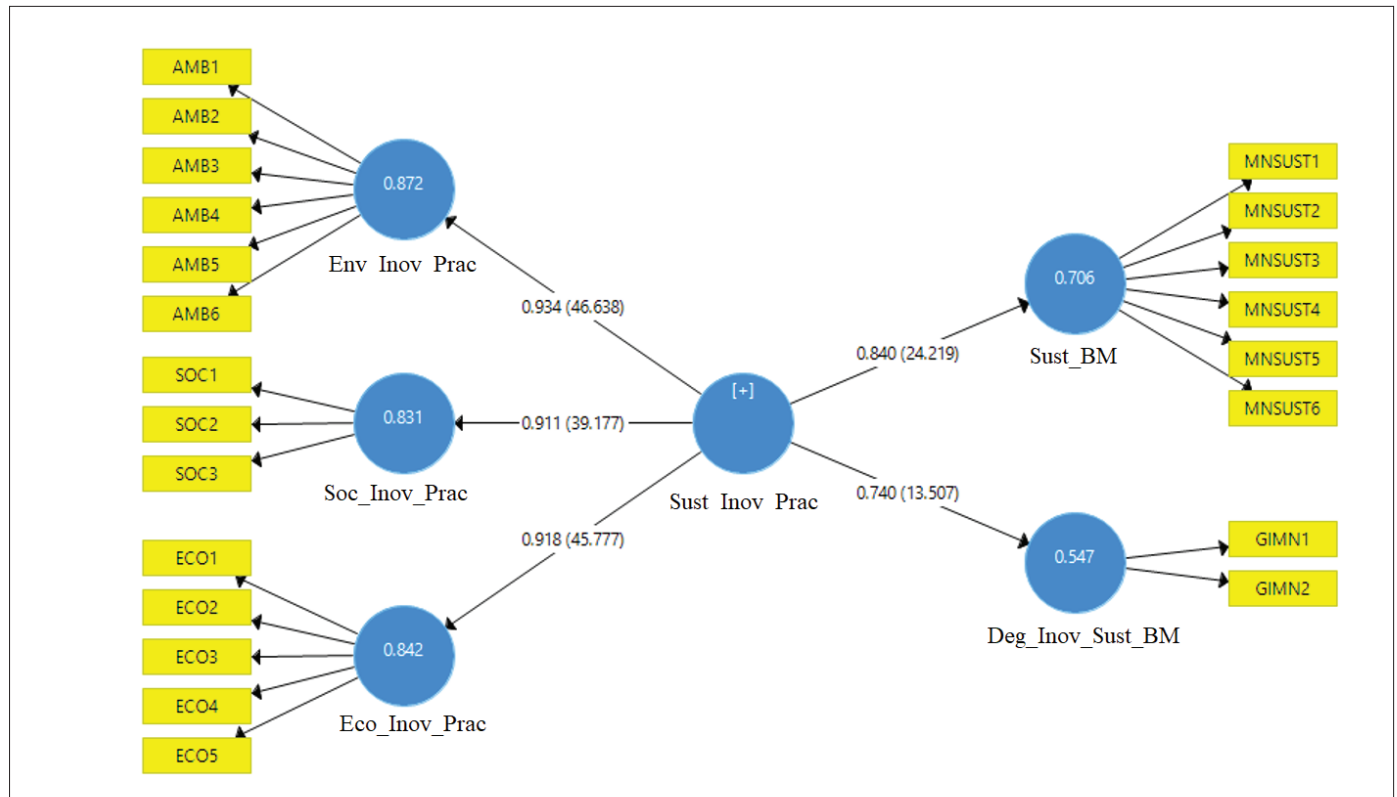 AMB1
AMB2
AMB3
AMB4
AMB5
AMB6
0.872
Env_Inov_Prac
SOC1
SOC2
SOC3
0.831
Soc_Inov_Prac
ECO1
ECO2
ECO3
ECO4
ECO5
0.842
Eco_Inov_Prac
0.934 (46.638)
0.911 (39.177)
0.918 (45.777)
[+]
Sust_Inov_Prac
0.840 (24.219)
0.740 (13.507)
0.706
Sust_BM
MNSUST1
MNSUST2
MNSUST3
MNSUST4
MNSUST5
MNSUST6
0.547
Deg_Inov_Sust_BM
GIMN1
GIMN2